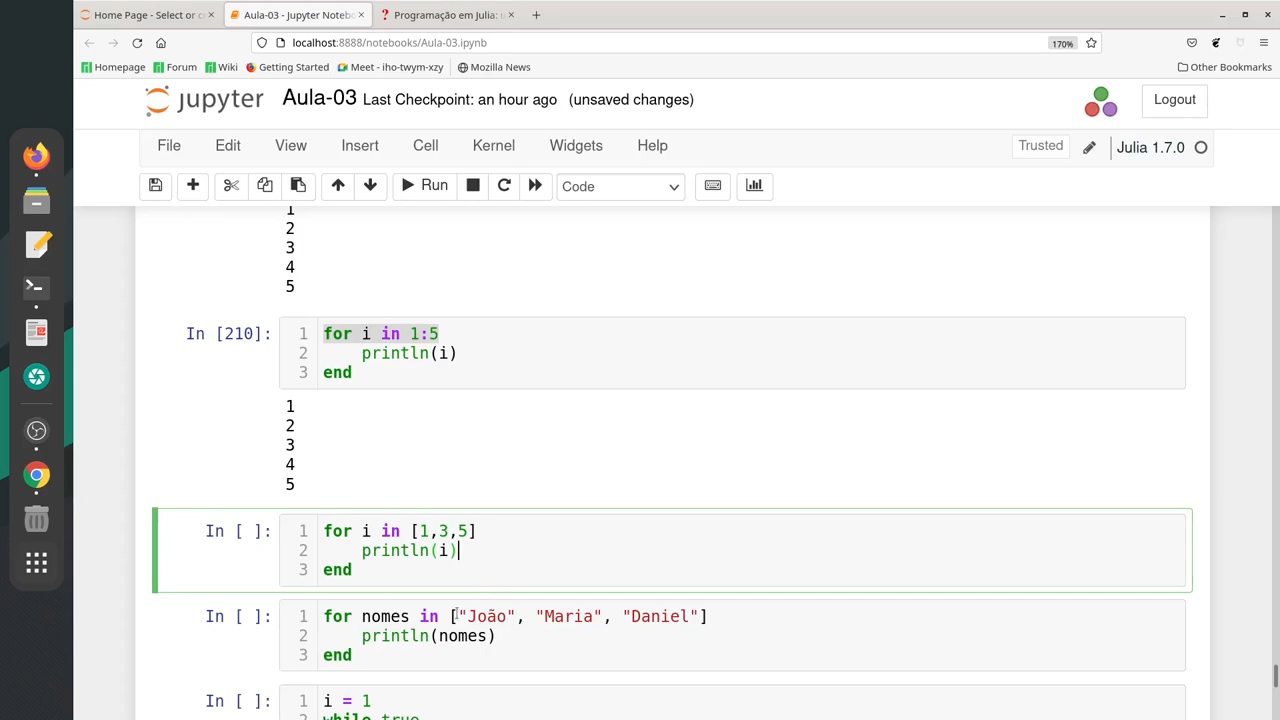 Home Page - Select or c
Aula-03 - Jupyter Noteb
Programação em Julia: u
localhost:8888/notebooks/Aula-03.ipynb
170%
Homepage
Forum
Wiki
Getting Started
Meet - iho-twym-xzy
Mozilla News
Other Bookmarks
jupyter
Aula-03 Last Checkpoint: an hour ago (unsaved changes)
Logout
File Edit View Insert Cell Kernel Widgets Help
Trusted
Julia 1.7.0
Run
Code
1
2
3
4
5
In [210]:
1 for i in 1:5
2 println(i)
3 end
1
2
3
4
5
In [ ]:
1 for i in [1,3,5]
2 println(i)
3 end
In [ ]:
1 for nomes in ["João", "Maria", "Daniel"]
2 println(nomes)
3 end
In [ ]:
1 i = 1
2 while true